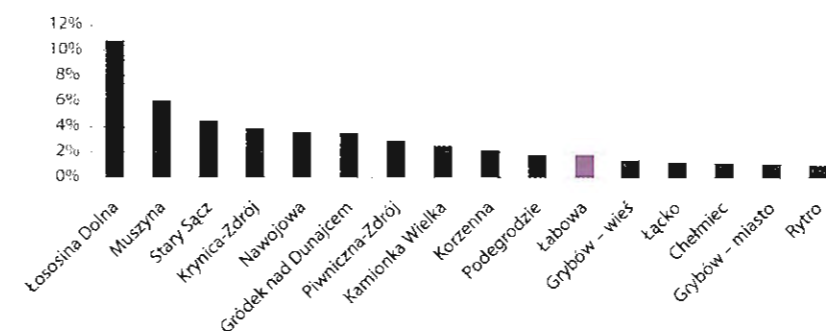 12%
10%
8%
6%
4%
2%
0%
Łososina Dolna
Muszyna
Stary Sącz
Krynica-Zdrój
Nawojowa
Gródek nad Dunajcem
Piwniczna-Zdrój
Kamionka Wielka
Korzenna
Podegrodzie
Łabowa
Grybów – wieś
Łącko
Chełmiec
Grybów – miasto
Rytro